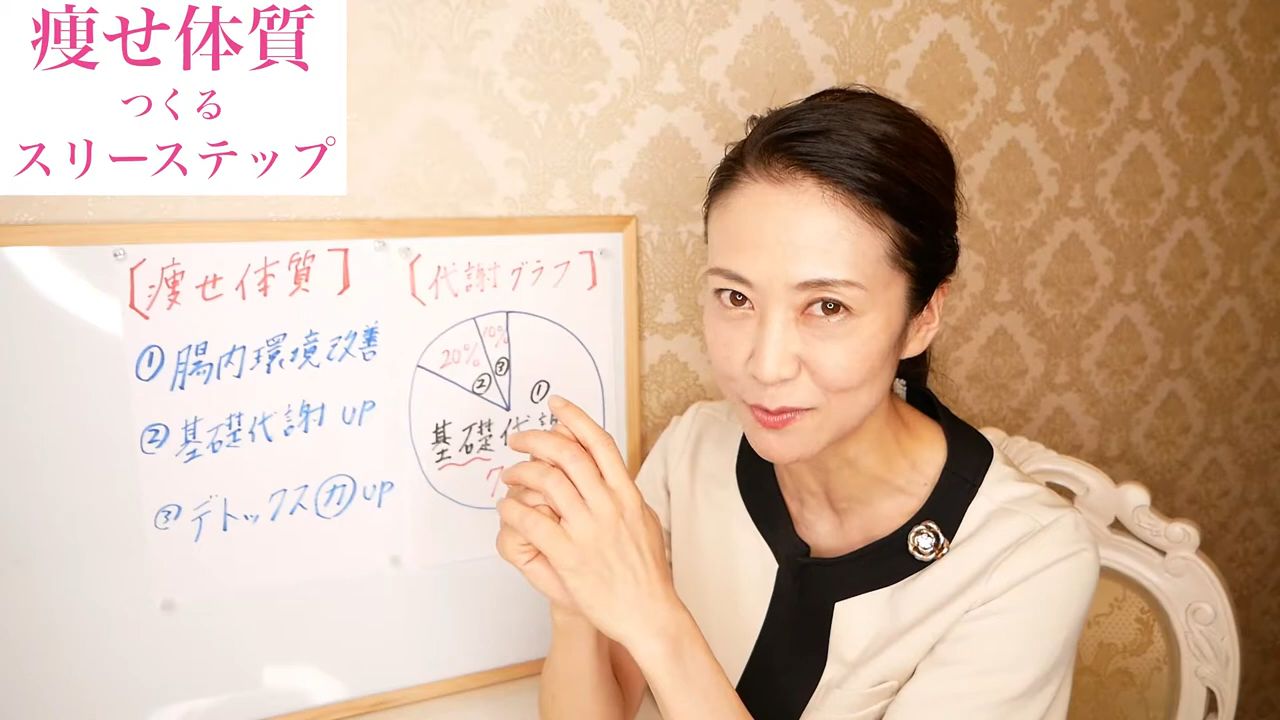 痩せ体質
つくる
スリーステップ
[痩せ体質]
①腸内環境改善
②基礎代謝UP
③デトックス力UP
[代謝グラフ]
20%
10%
②
③
①
基礎代謝
7